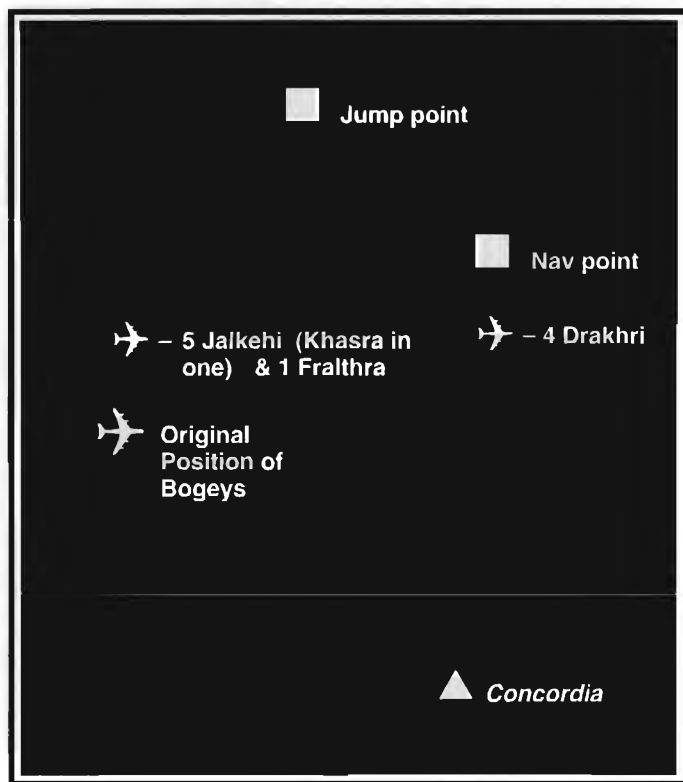 Jump point
Nav point
– 5 Jalkehi (Khasra in
one) & 1 Fralthra
– 4 Drakhri
Original
Position of
Bogeys
Concordia